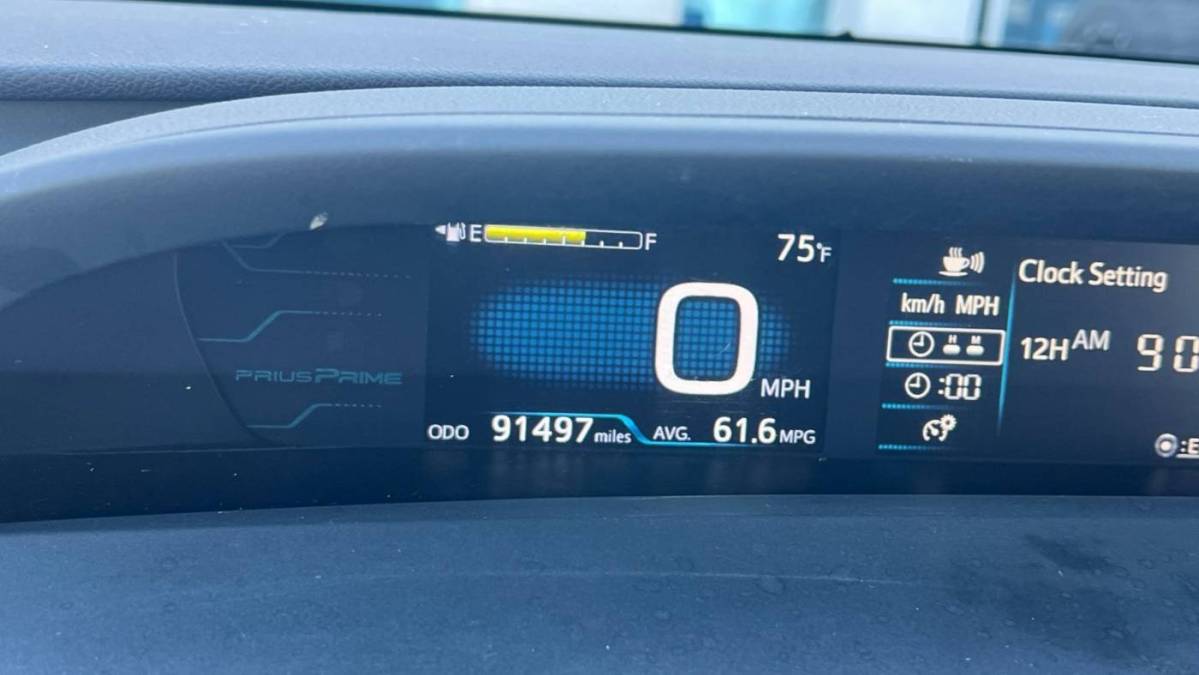 E F
75°F
0 MPH
PRIUS PRIME
ODO 91497 miles AVG. 61.6 MPG
Clock Setting
km/h MPH
H M
12H AM 90
:00
:E